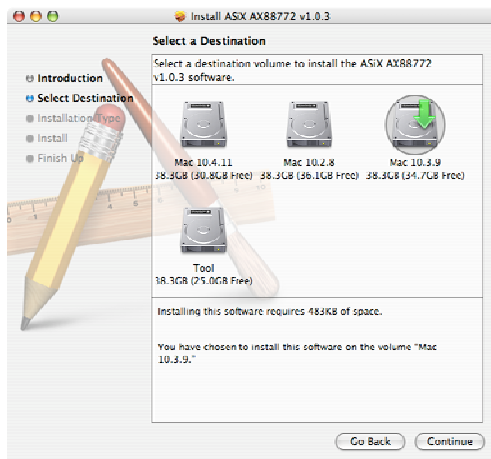 Install ASIX AX88772 v1.0.3
Select a Destination
Introduction
Select Destination
Installation Type
Install
Finish Up
Select a destination volume to install the ASIX AX88772
v1.0.3 software.
Mac 10.4.11
38.3GB (30.8GB Free)
Mac 10.2.8
38.3GB (36.1GB Free)
Mac 10.3.9
38.3GB (34.7GB Free)
Tool
38.3GB (25.0GB Free)
Installing this software requires 483KB of space.
You have chosen to install this software on the volume "Mac
10.3.9."
Go Back
Continue